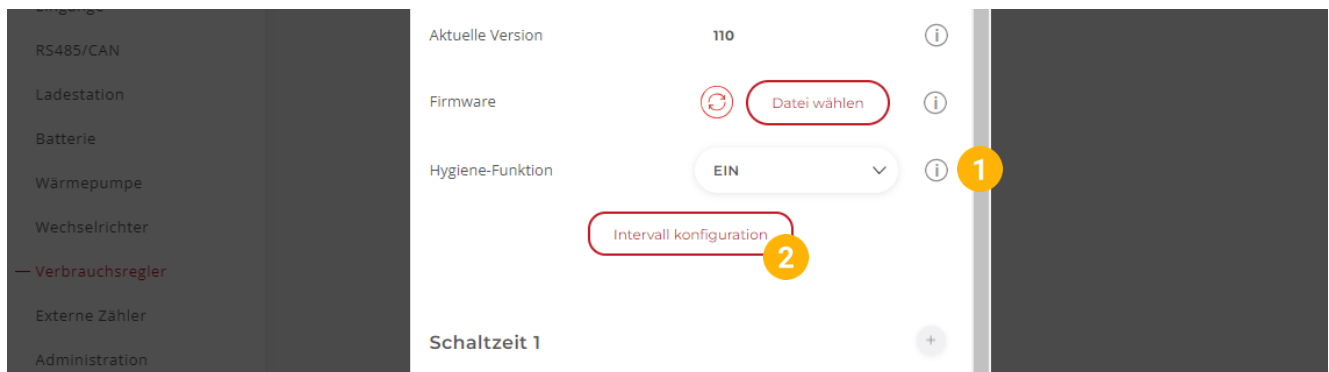 RS485/CAN
Ladestation
Batterie
Wärmepumpe
Wechselrichter
Verbrauchsregler
Externe Zähler
Administration
Aktuelle Version 110
Firmware Datei wählen
Hygiene-Funktion EIN 1
Intervall konfiguration
2
Schaltzeit 1